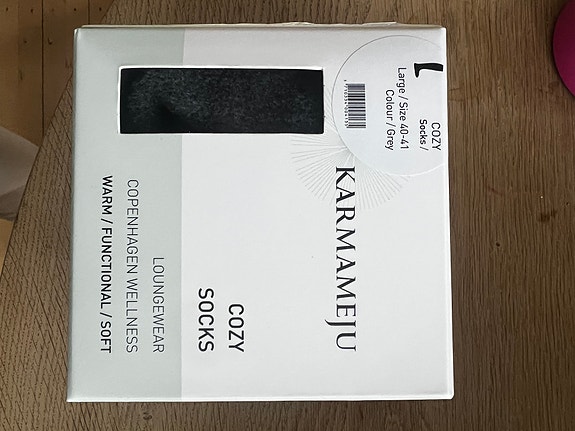 COZY
Socks /
Large / Size 40-41
Colour / Grey
KARMAMEJU
COZY
SOCKS
LOUNGEWEAR
COPENHAGEN WELLNESS
WARM / FUNCTIONAL / SOFT